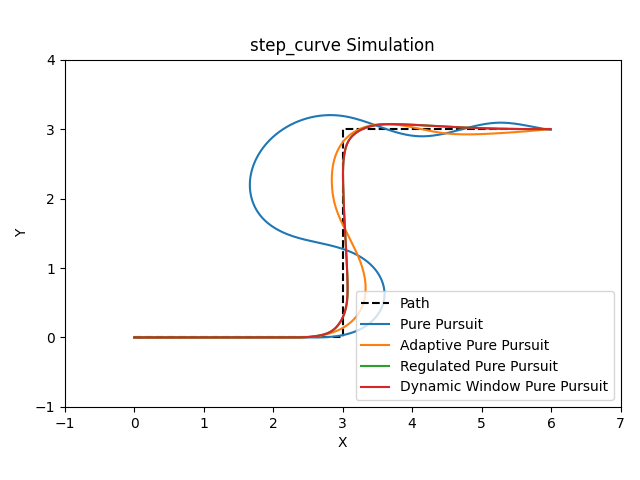 step_curve Simulation
4
3
2
1
0
−1
Y
Path
Pure Pursuit
Adaptive Pure Pursuit
Regulated Pure Pursuit
Dynamic Window Pure Pursuit
−1 0 1 2 3 4 5 6 7
X